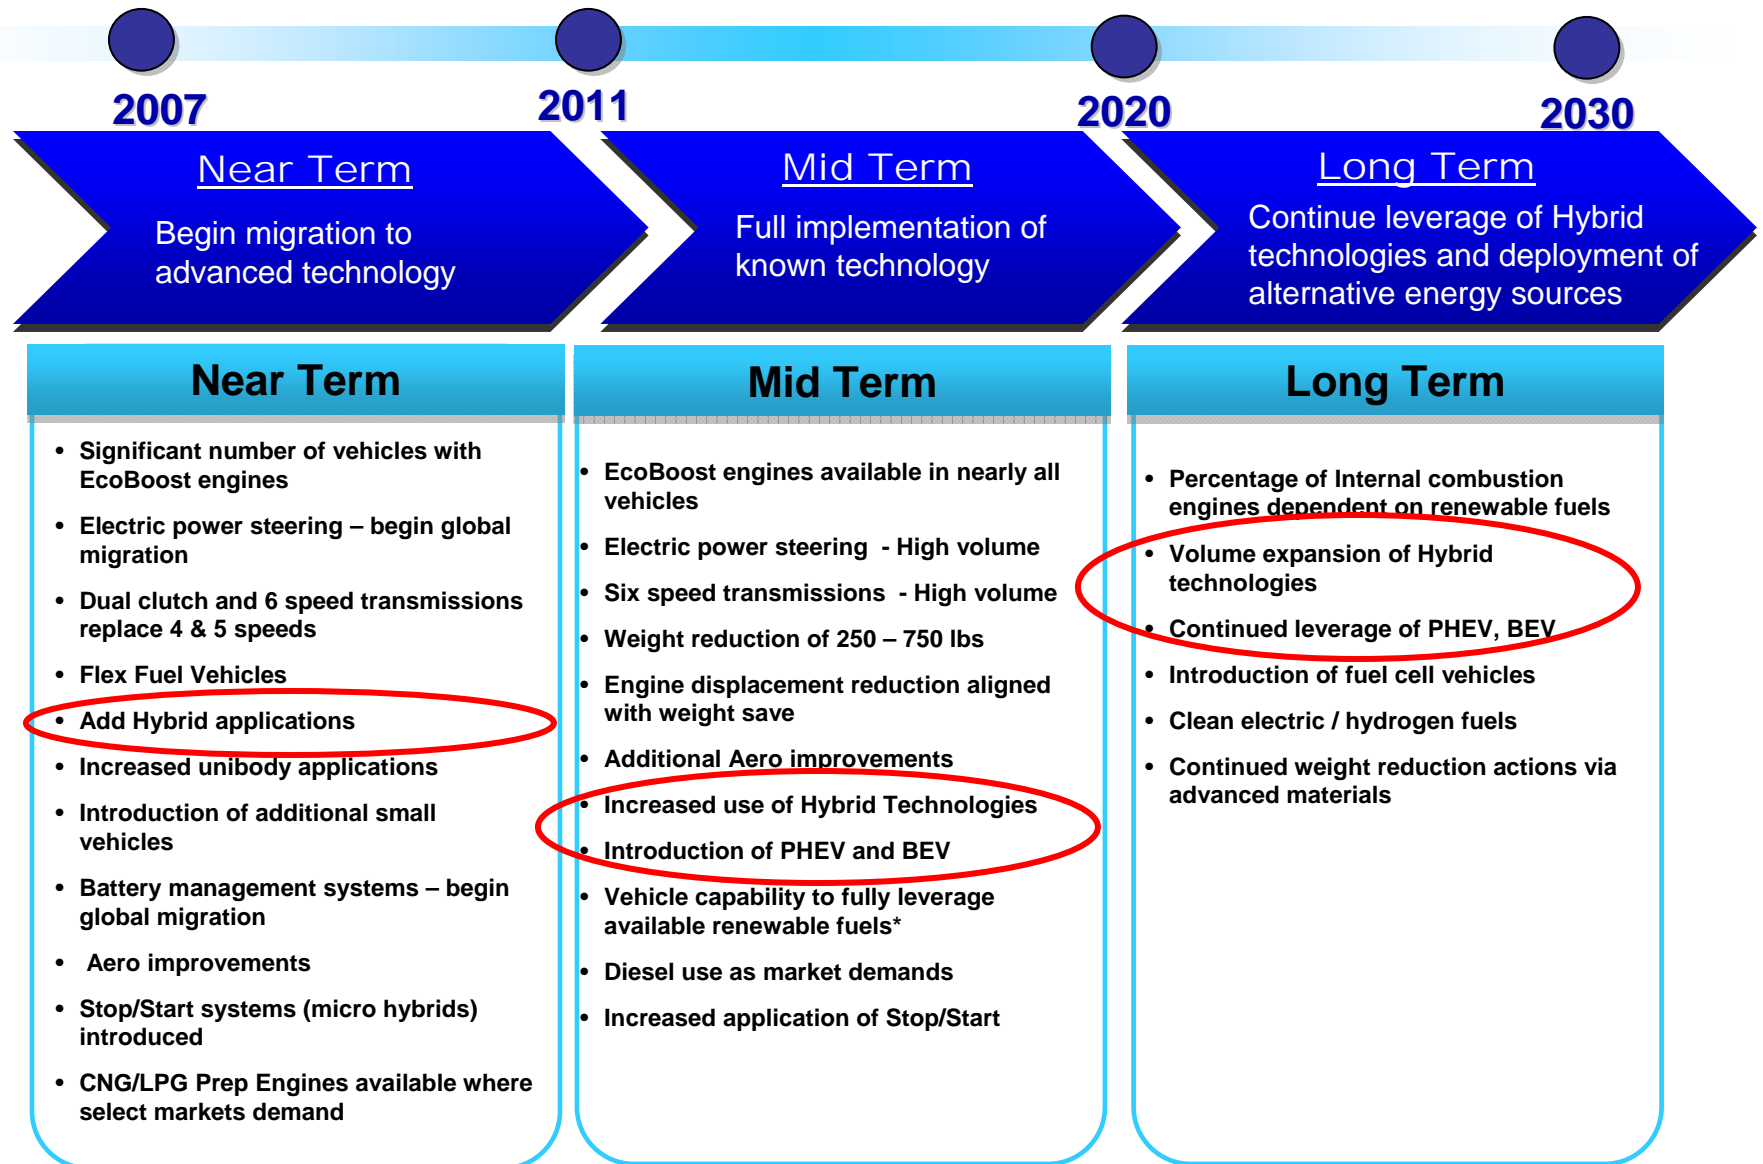 2007
2011
2020
2030
Near Term
Begin migration to
advanced technology
Mid Term
Full implementation of
known technology
Long Term
Continue leverage of Hybrid
technologies and deployment of
alternative energy sources
Near Term
• Significant number of vehicles with
EcoBoost engines
• Electric power steering – begin global
migration
• Dual clutch and 6 speed transmissions
replace 4 & 5 speeds
• Flex Fuel Vehicles
• Add Hybrid applications
• Increased unibody applications
• Introduction of additional small
vehicles
• Battery management systems – begin
global migration
• Aero improvements
• Stop/Start systems (micro hybrids)
introduced
• CNG/LPG Prep Engines available where
select markets demand
Mid Term
• EcoBoost engines available in nearly all
vehicles
• Electric power steering - High volume
• Six speed transmissions - High volume
• Weight reduction of 250 – 750 lbs
• Engine displacement reduction aligned
with weight save
• Additional Aero improvements
• Increased use of Hybrid Technologies
• Introduction of PHEV and BEV
• Vehicle capability to fully leverage
available renewable fuels*
• Diesel use as market demands
• Increased application of Stop/Start
Long Term
• Percentage of Internal combustion
engines dependent on renewable fuels
• Volume expansion of Hybrid
technologies
• Continued leverage of PHEV, BEV
• Introduction of fuel cell vehicles
• Clean electric / hydrogen fuels
• Continued weight reduction actions via
advanced materials